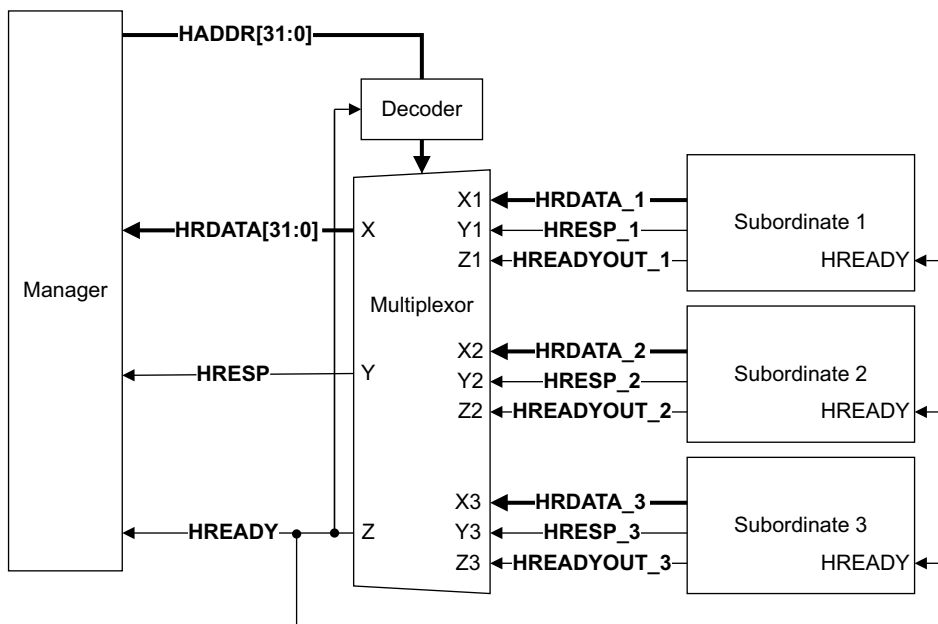 HADDR[31:0]
Decoder
Manager
HRDATA[31:0]
X
HRESP
Y
HREADY
Z
Multiplexor
X1
HRDATA_1
Y1
HRESP_1
Z1
HREADYOUT_1
Subordinate 1
HREADY
X2
HRDATA_2
Y2
HRESP_2
Z2
HREADYOUT_2
Subordinate 2
HREADY
X3
HRDATA_3
Y3
HRESP_3
Z3
HREADYOUT_3
Subordinate 3
HREADY